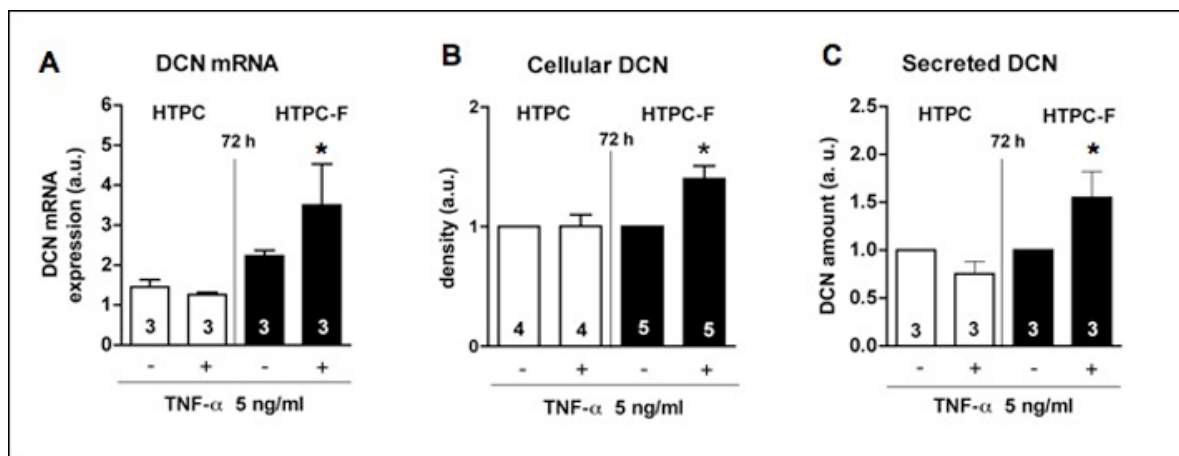 A DCN mRNA
DCN mRNA
expression (a.u.)
6
5
4
3
2
1
0
HTPC HTPC-F
72 h
*
3 3 3 3
- + - +
TNF-α 5 ng/ml
B Cellular DCN
density (a.u.)
2
1
0
HTPC HTPC-F
72 h
*
4 4 5 5
- + - +
TNF-α 5 ng/ml
C Secreted DCN
DCN amount (a. u.)
2.5
2.0
1.5
1.0
0.5
0.0
HTPC HTPC-F
72 h
*
3 3 3 3
- + - +
TNF-α 5 ng/ml